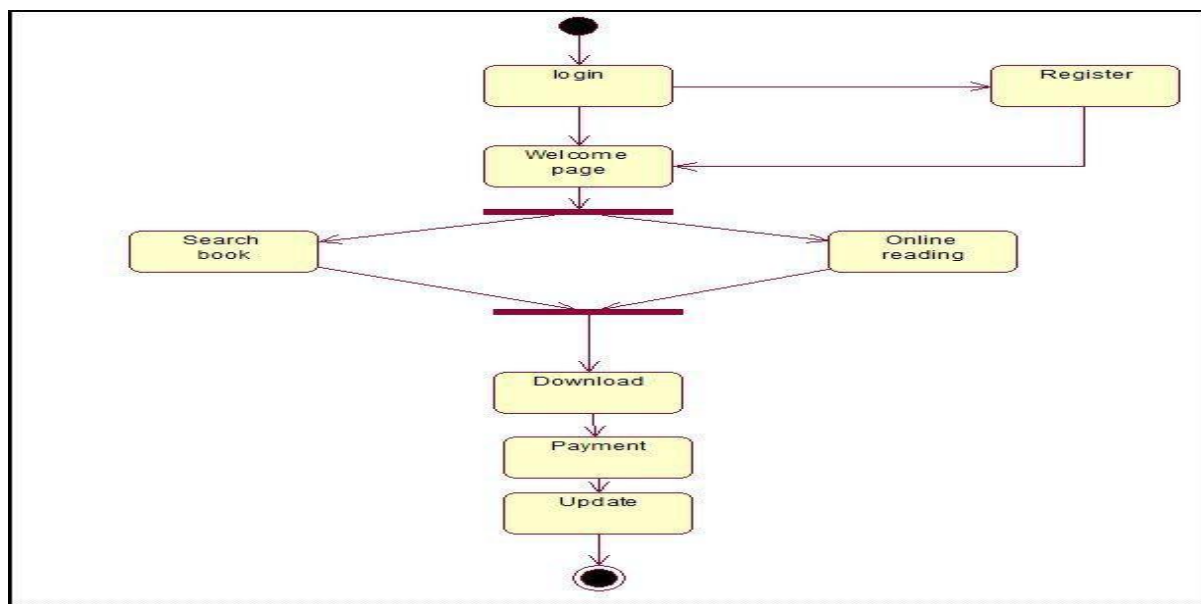 login
Register
Welcome
page
Search
book
Online
reading
Download
Payment
Update